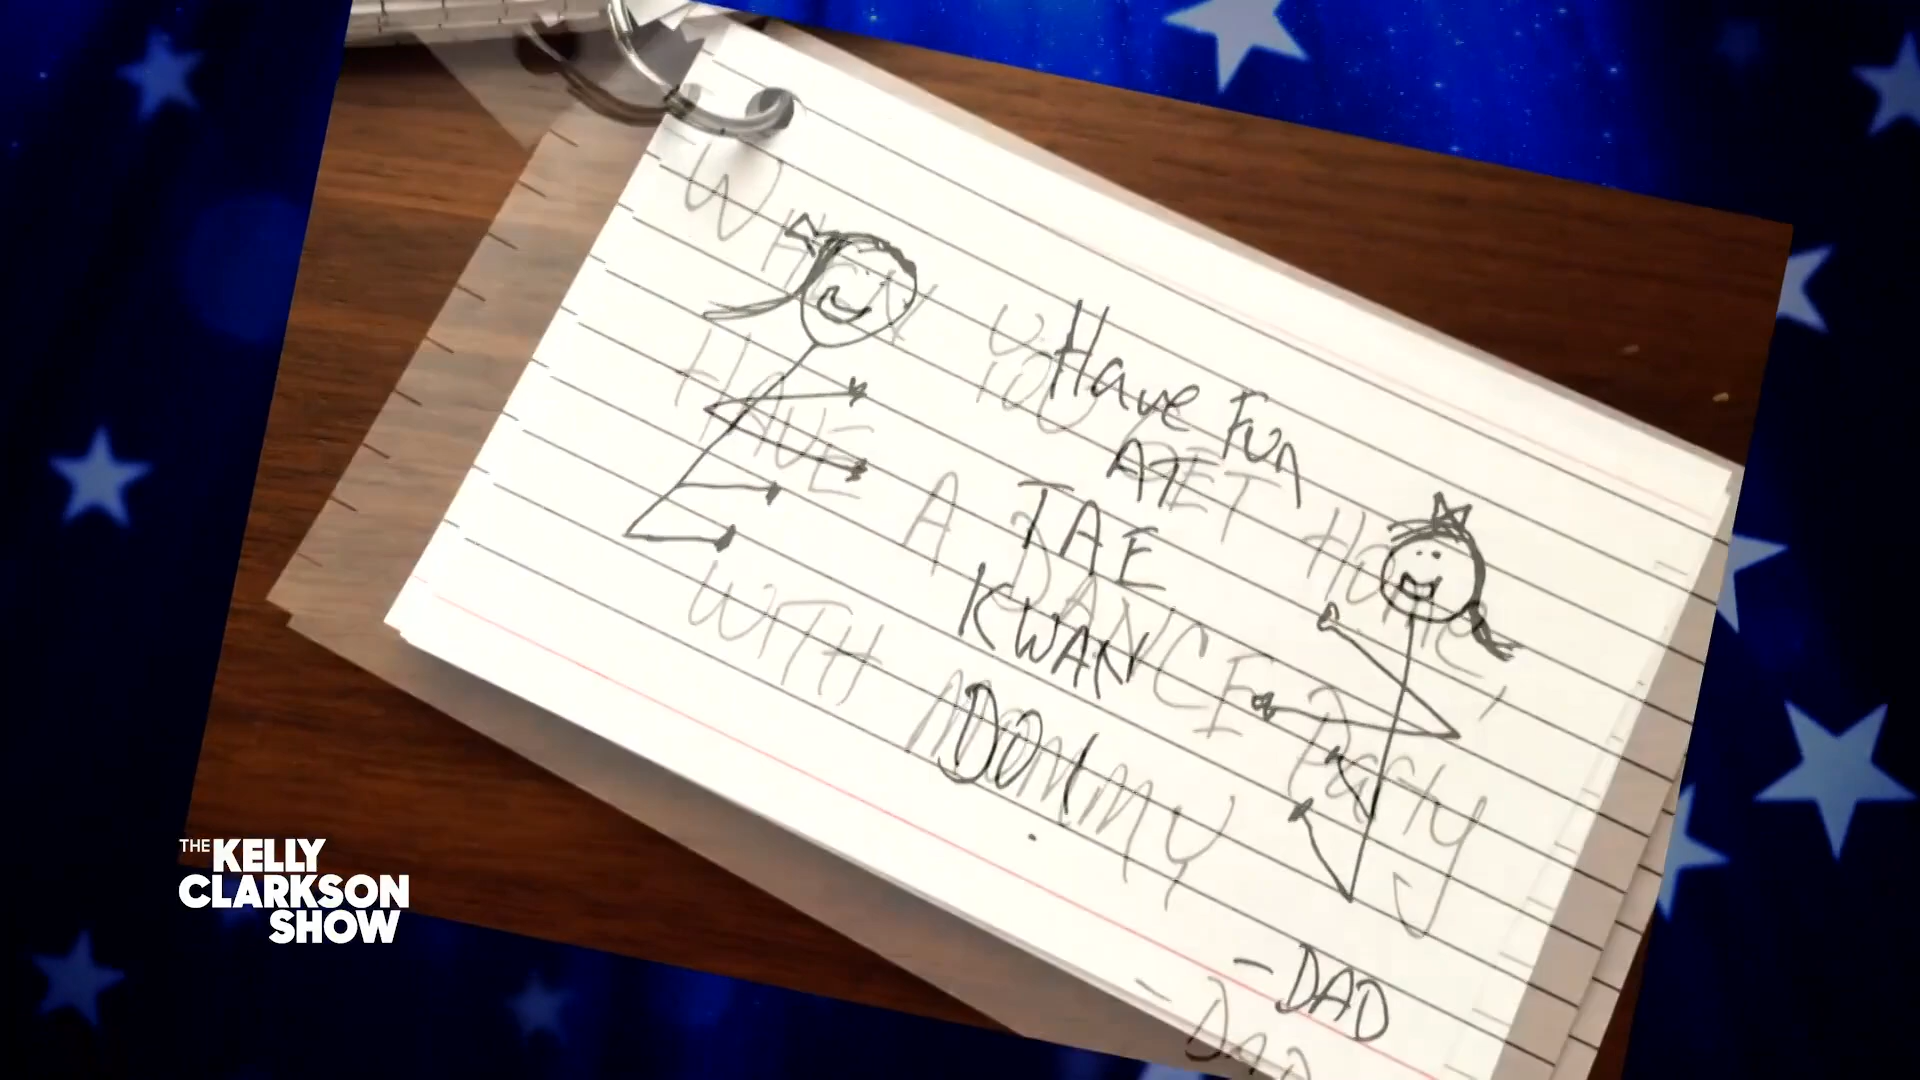 Have Fun
AT
TAE
KWAN
DO!
- DAD
WHEN YOU GET HOME,
HAVE A DANCE Party
WITH MOMMY
- Dad
THE
KELLY
CLARKSON
SHOW